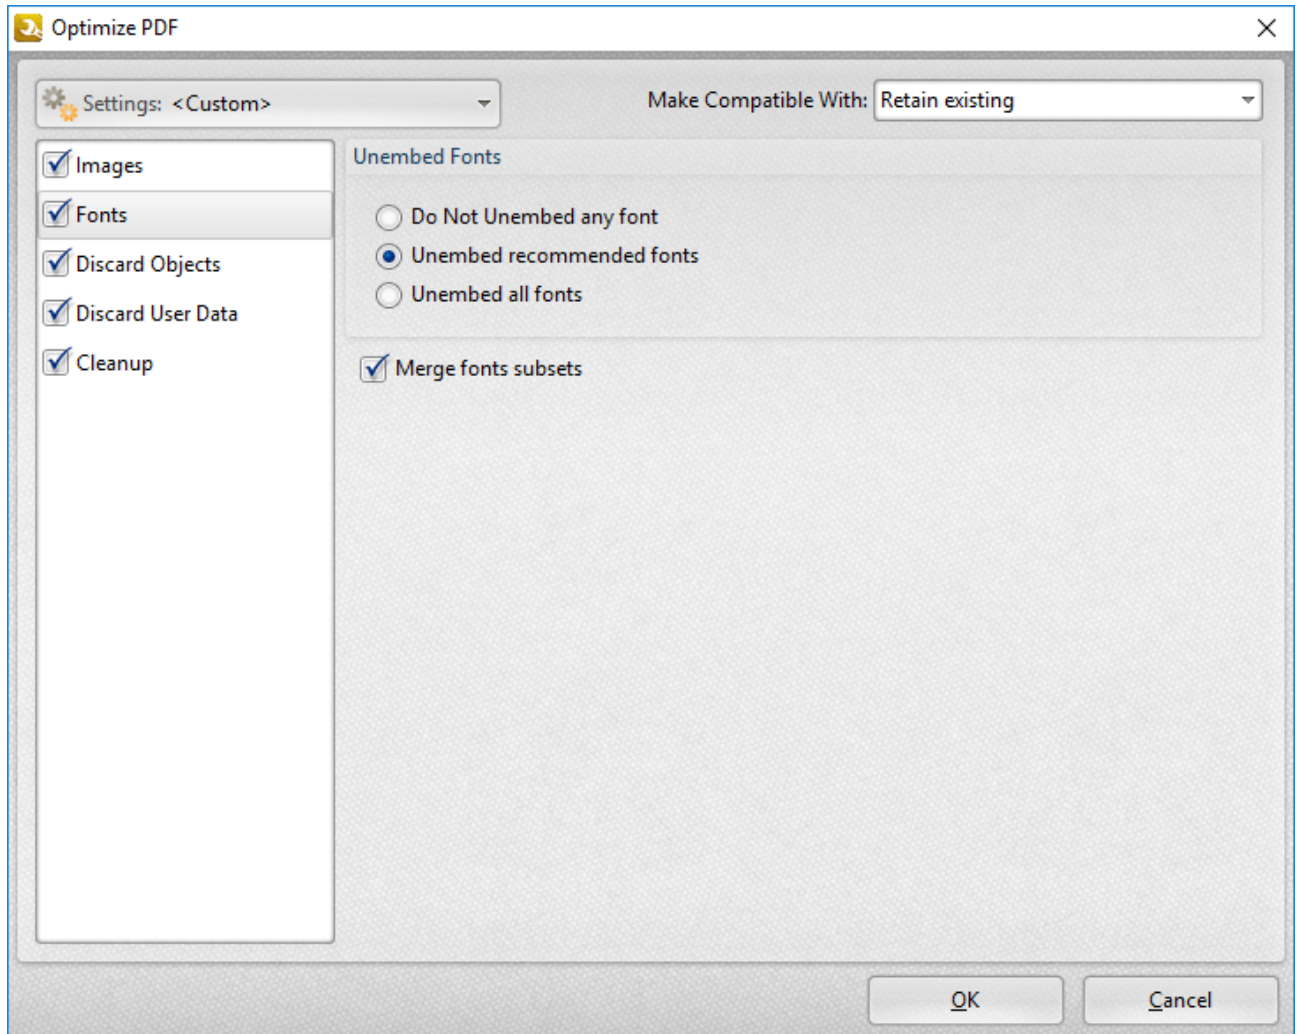 Optimize PDF
Settings: <Custom>
Make Compatible With: Retain existing
Images
Fonts
Discard Objects
Discard User Data
Cleanup
Unembed Fonts
Do Not Unembed any font
Unembed recommended fonts
Unembed all fonts
Merge fonts subsets
OK
Cancel